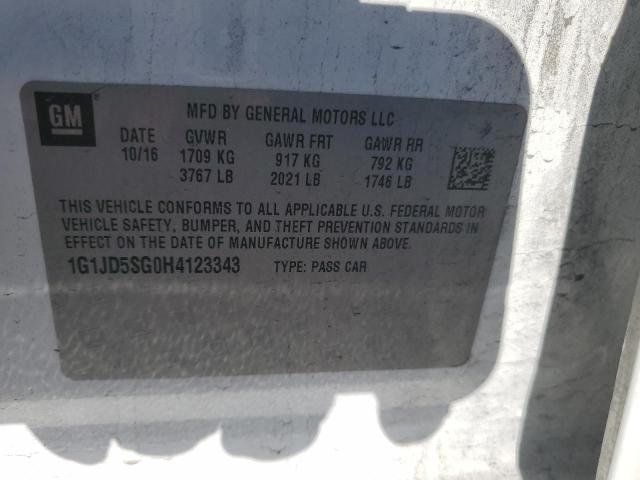 GM
MFD BY GENERAL MOTORS LLC
DATE GVWR GAWR FRT GAWR RR
10/16 1709 KG 917 KG 792 KG
3767 LB 2021 LB 1746 LB
THIS VEHICLE CONFORMS TO ALL APPLICABLE U.S. FEDERAL MOTOR
VEHICLE SAFETY, BUMPER, AND THEFT PREVENTION STANDARDS IN
EFFECT ON THE DATE OF MANUFACTURE SHOWN ABOVE.
1G1JD5SG0H4123343 TYPE: PASS CAR